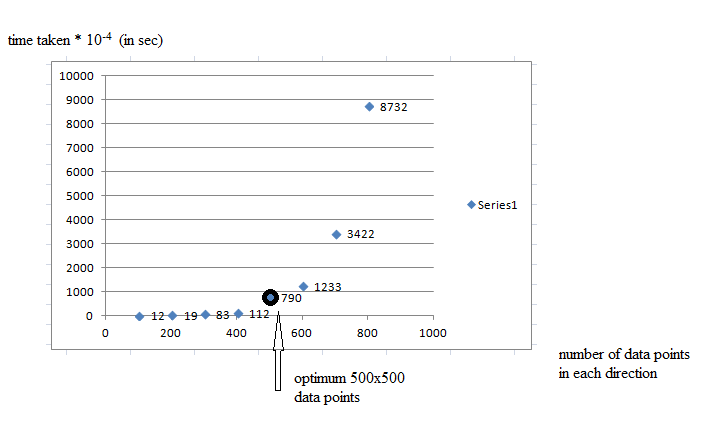 time taken * 10-4 (in sec)
10000
9000
8732
8000
7000
6000
5000
Series1
4000
3422
3000
2000
1233
1000
790
0
12 19 83 112
0 200 400 600 800 1000
number of data points
in each direction
optimum 500x500
data points